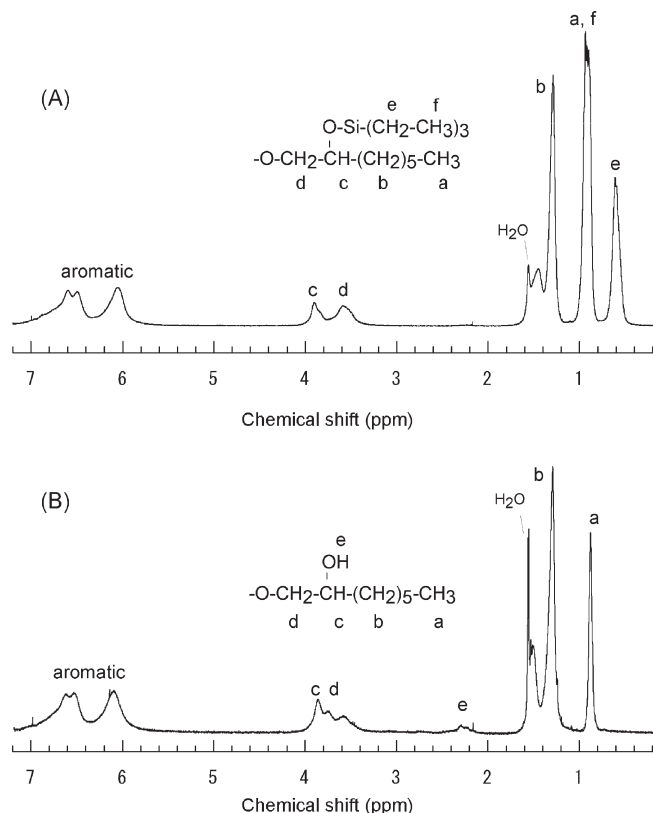 a, f
(A)
b
e f
O-Si-(CH2-CH3)3
-O-CH2-CH-(CH2)5-CH3
d c b a
e
H2O
aromatic
c d
7 6 5 4 3 2 1
Chemical shift (ppm)
(B)
b
H2O
a
e
OH
-O-CH2-CH-(CH2)5-CH3
d c b a
aromatic
c d
e
7 6 5 4 3 2 1
Chemical shift (ppm)